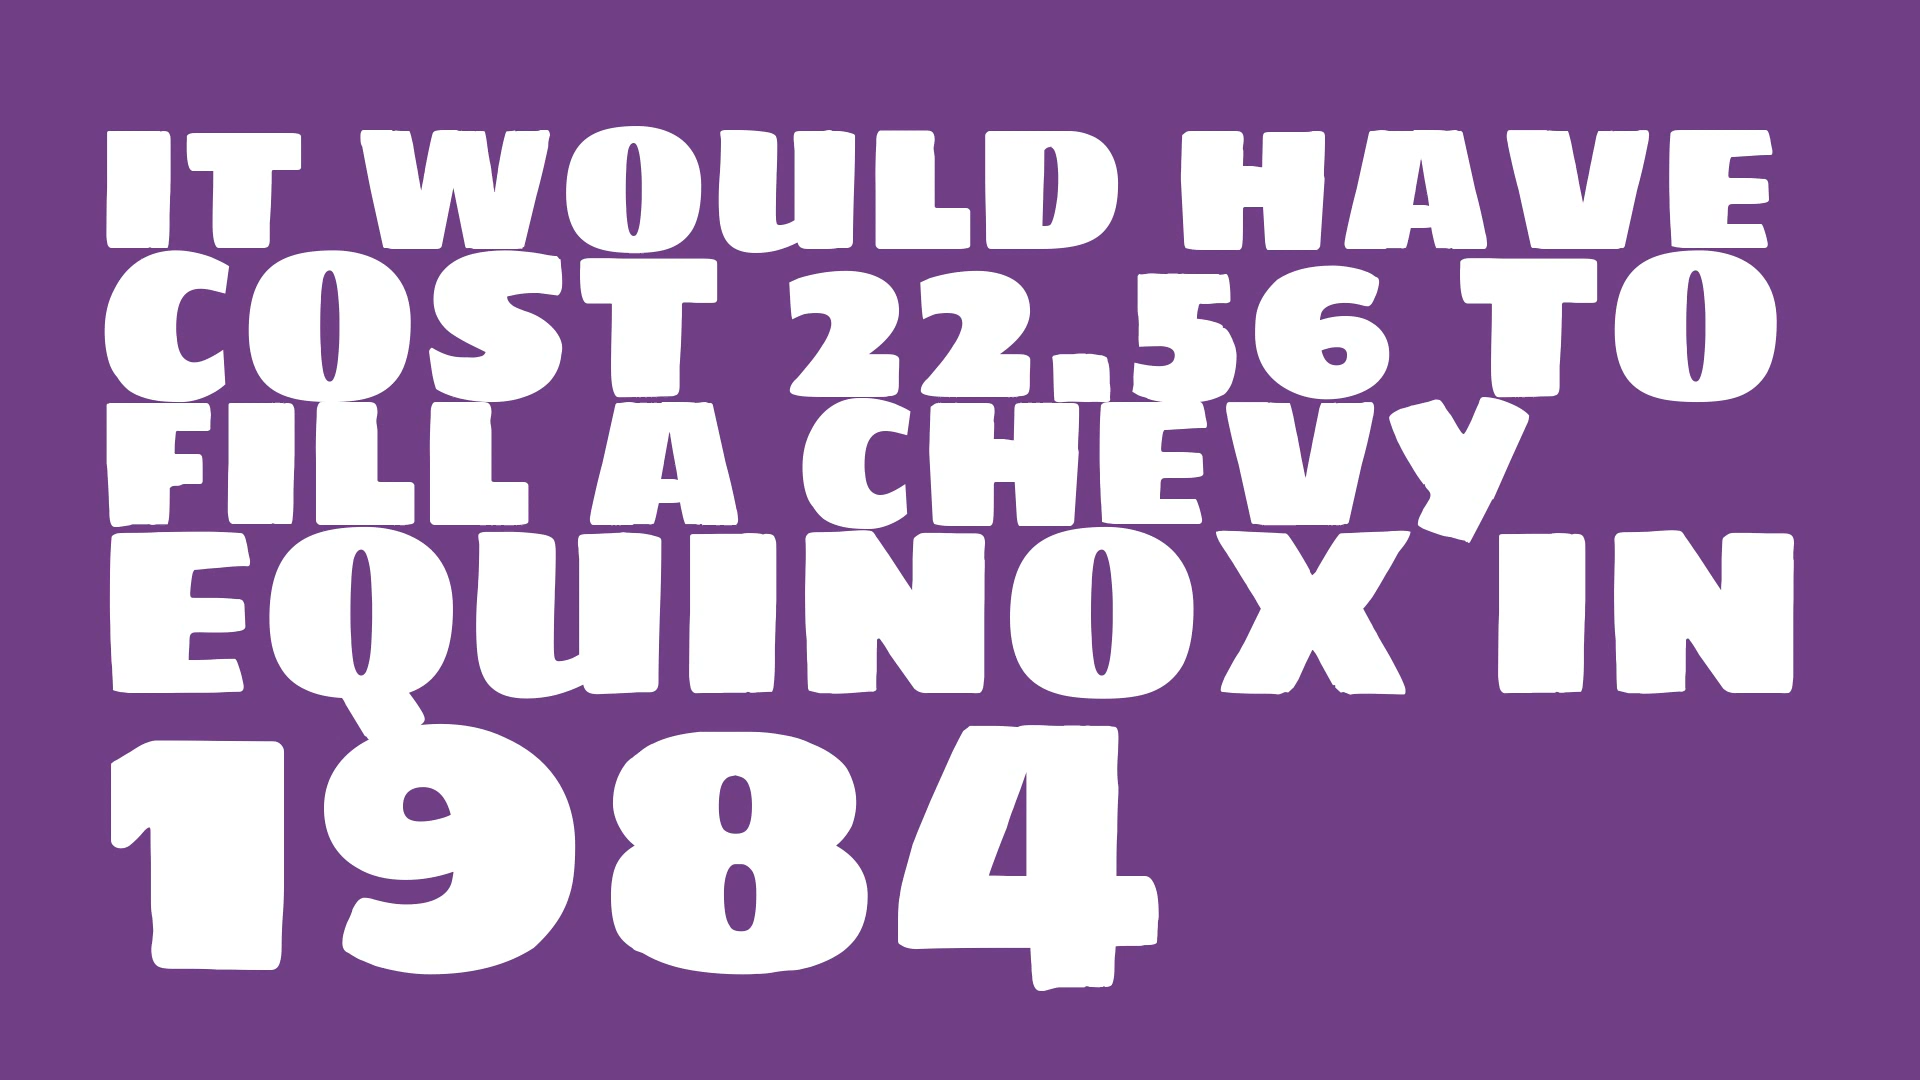 IT WOULD HAVE
COST 22.56 TO
FILL A CHEVY
EQUINOX IN
1984